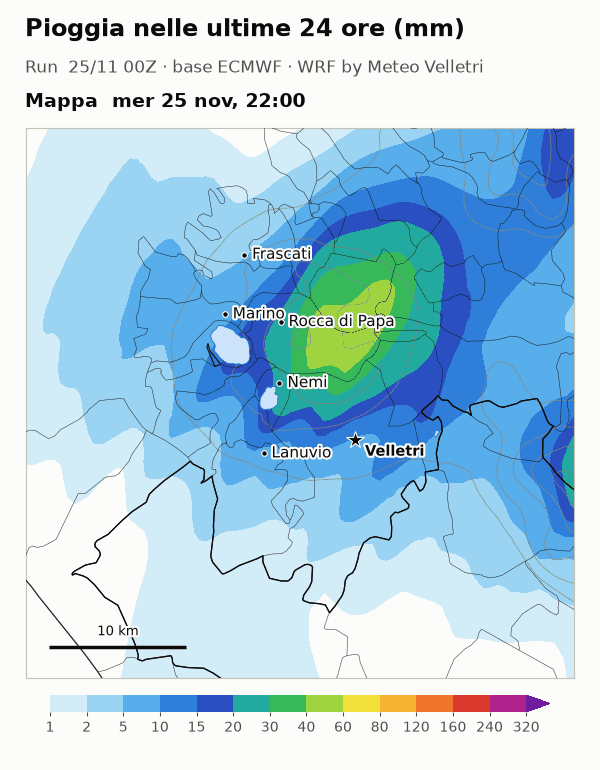 Pioggia nelle ultime 24 ore (mm)
Run  25/11 00Z · base ECMWF · WRF by Meteo Velletri
Mappa  mer 25 nov, 22:00
Frascati
Marino
Rocca di Papa
Nemi
Velletri
Lanuvio
10 km
1 2 5 10 15 20 30 40 60 80 120 160 240 320